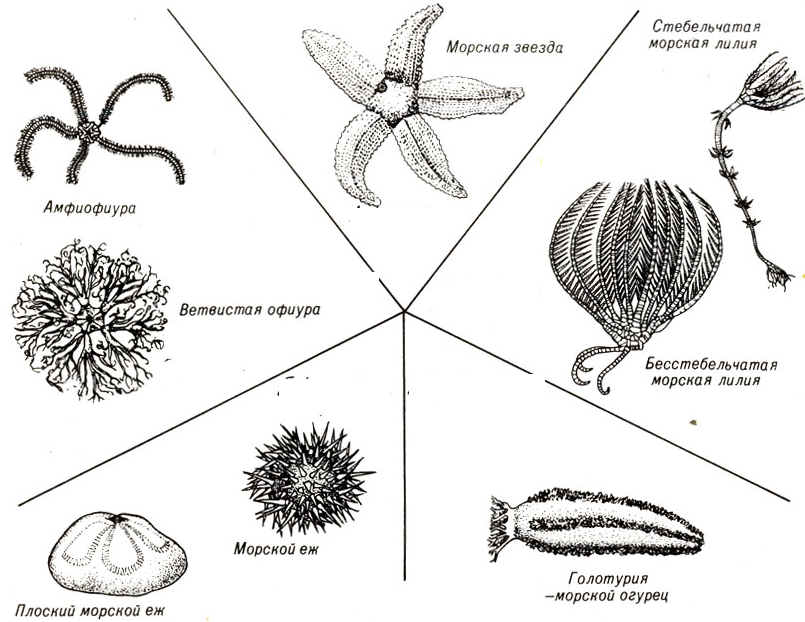 Морская звезда
Стебельчатая
морская лилия
Амфиофиура
Ветвистая офиура
Бесстебельчатая
морская лилия
Морской еж
Плоский морской еж
Голотурия
—морской огурец